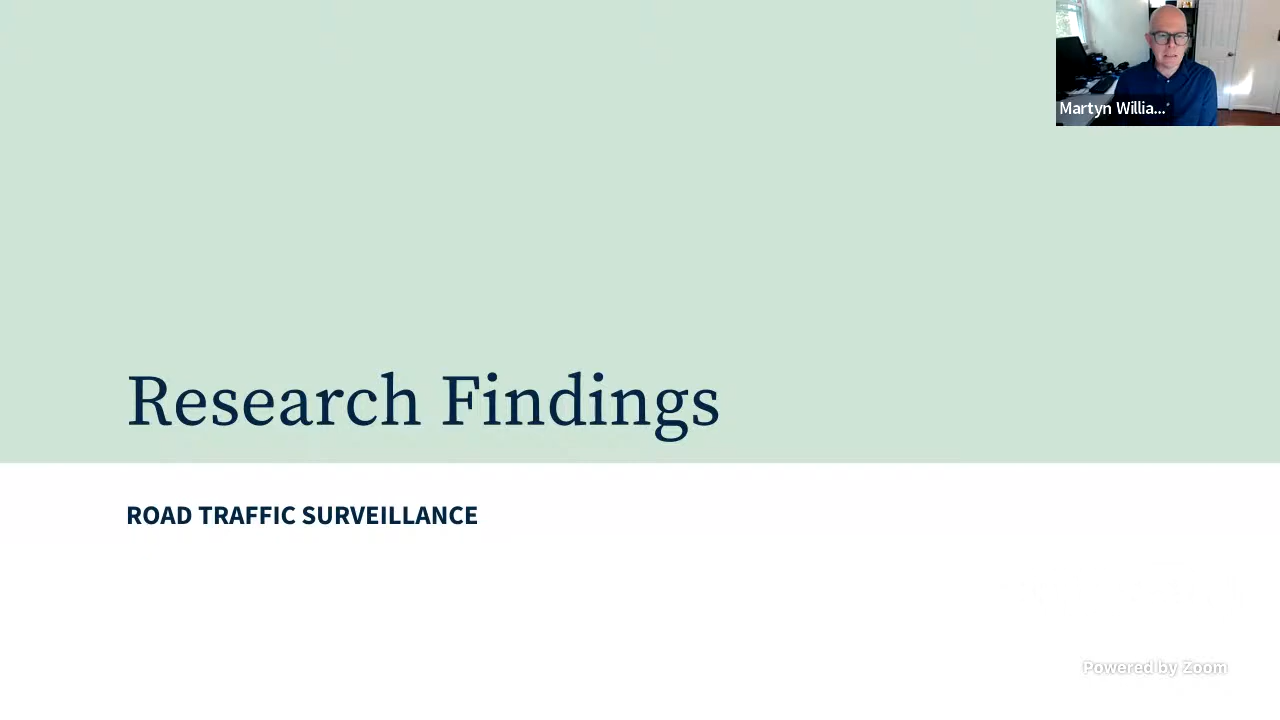 Martyn Willia...
Research Findings
ROAD TRAFFIC SURVEILLANCE
Powered by Zoom